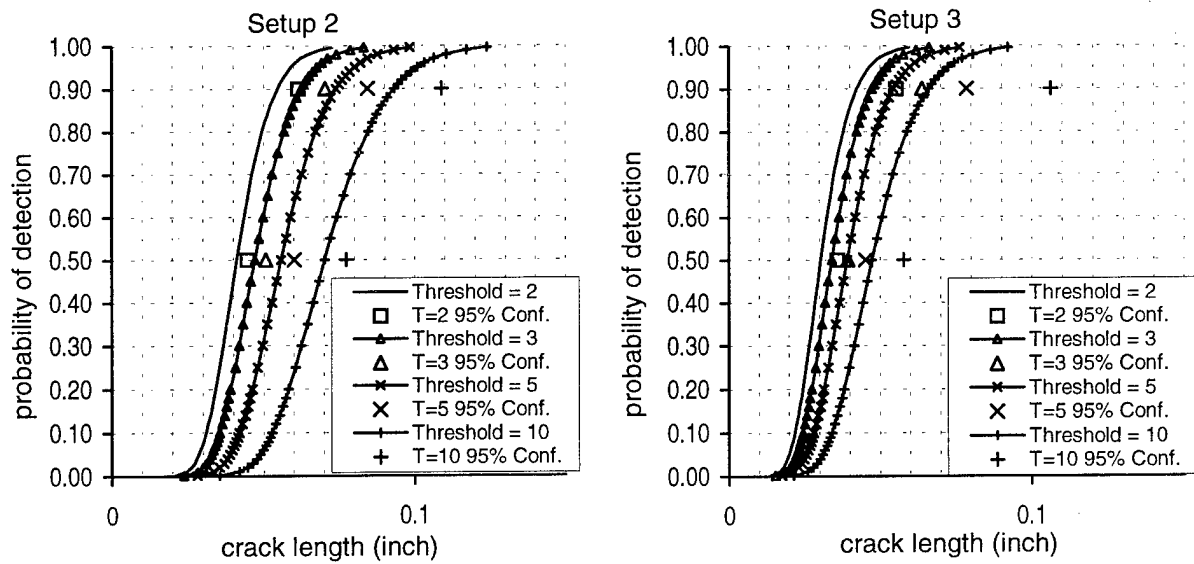 Setup 2
1.00
0.90
0.80
0.70
0.60
0.50
0.40
0.30
0.20
0.10
0.00
probability of detection
0
0.1
crack length (inch)
Threshold = 2
T=2 95% Conf.
Threshold = 3
T=3 95% Conf.
Threshold = 5
T=5 95% Conf.
Threshold = 10
T=10 95% Conf.
Setup 3
1.00
0.90
0.80
0.70
0.60
0.50
0.40
0.30
0.20
0.10
0.00
probability of detection
0
0.1
crack length (inch)
Threshold = 2
T=2 95% Conf.
Threshold = 3
T=3 95% Conf.
Threshold = 5
T=5 95% Conf.
Threshold = 10
T=10 95% Conf.